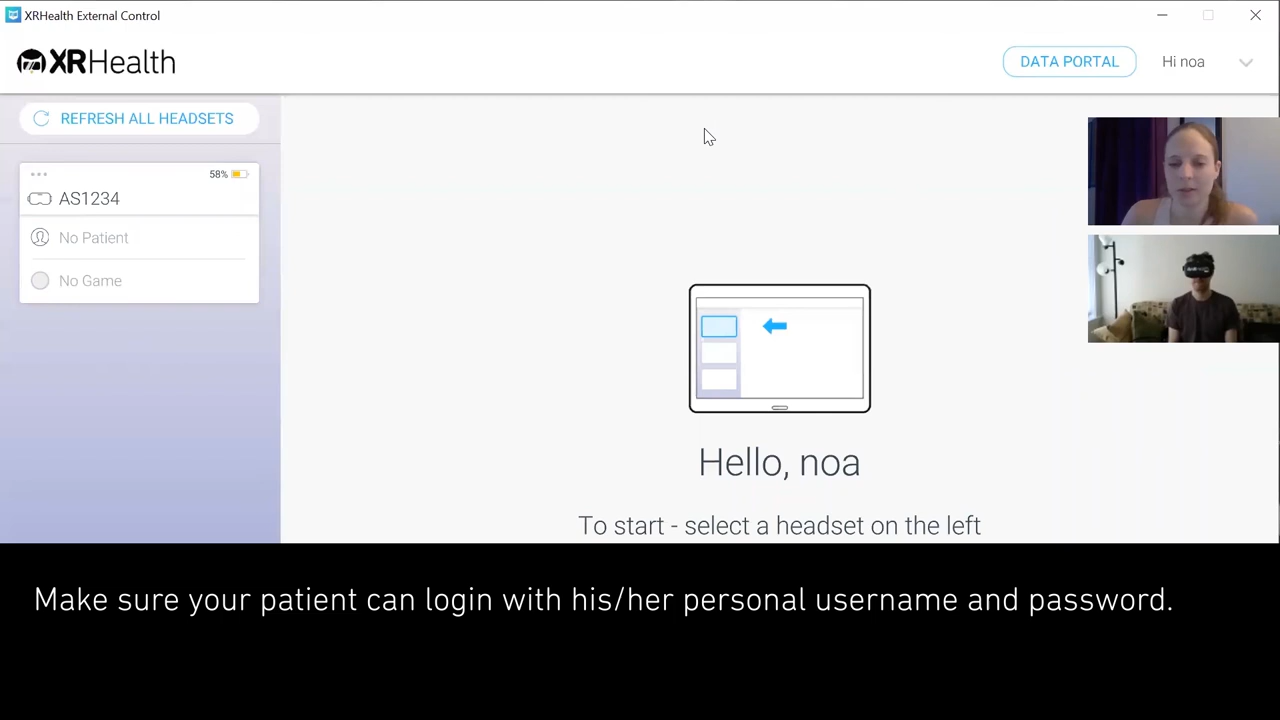 XRHealth External Control
XRHealth
DATA PORTAL
Hi noa
REFRESH ALL HEADSETS
58%
AS1234
No Patient
No Game
Hello, noa
To start - select a headset on the left
Make sure your patient can login with his/her personal username and password.